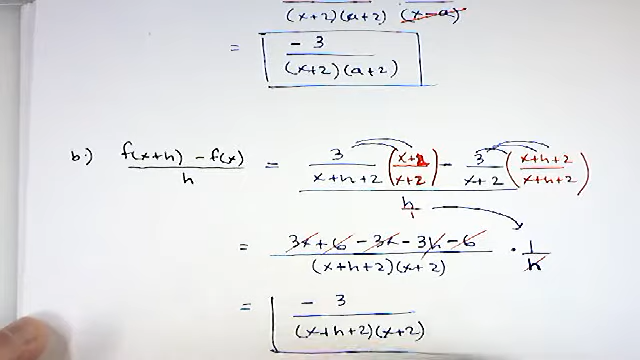 (x+2)(a+2) (x-a)
= -3 / (x+2)(a+2)
b.) f(x+h) - f(x) / h = 3 / x+h+2 (x+2 / x+2) - 3 / x+2 (x+h+2 / x+h+2) / h / 1
= 3x+6-3x-3h-6 / (x+h+2)(x+2) · 1 / h
= -3 / (x+h+2)(x+2)